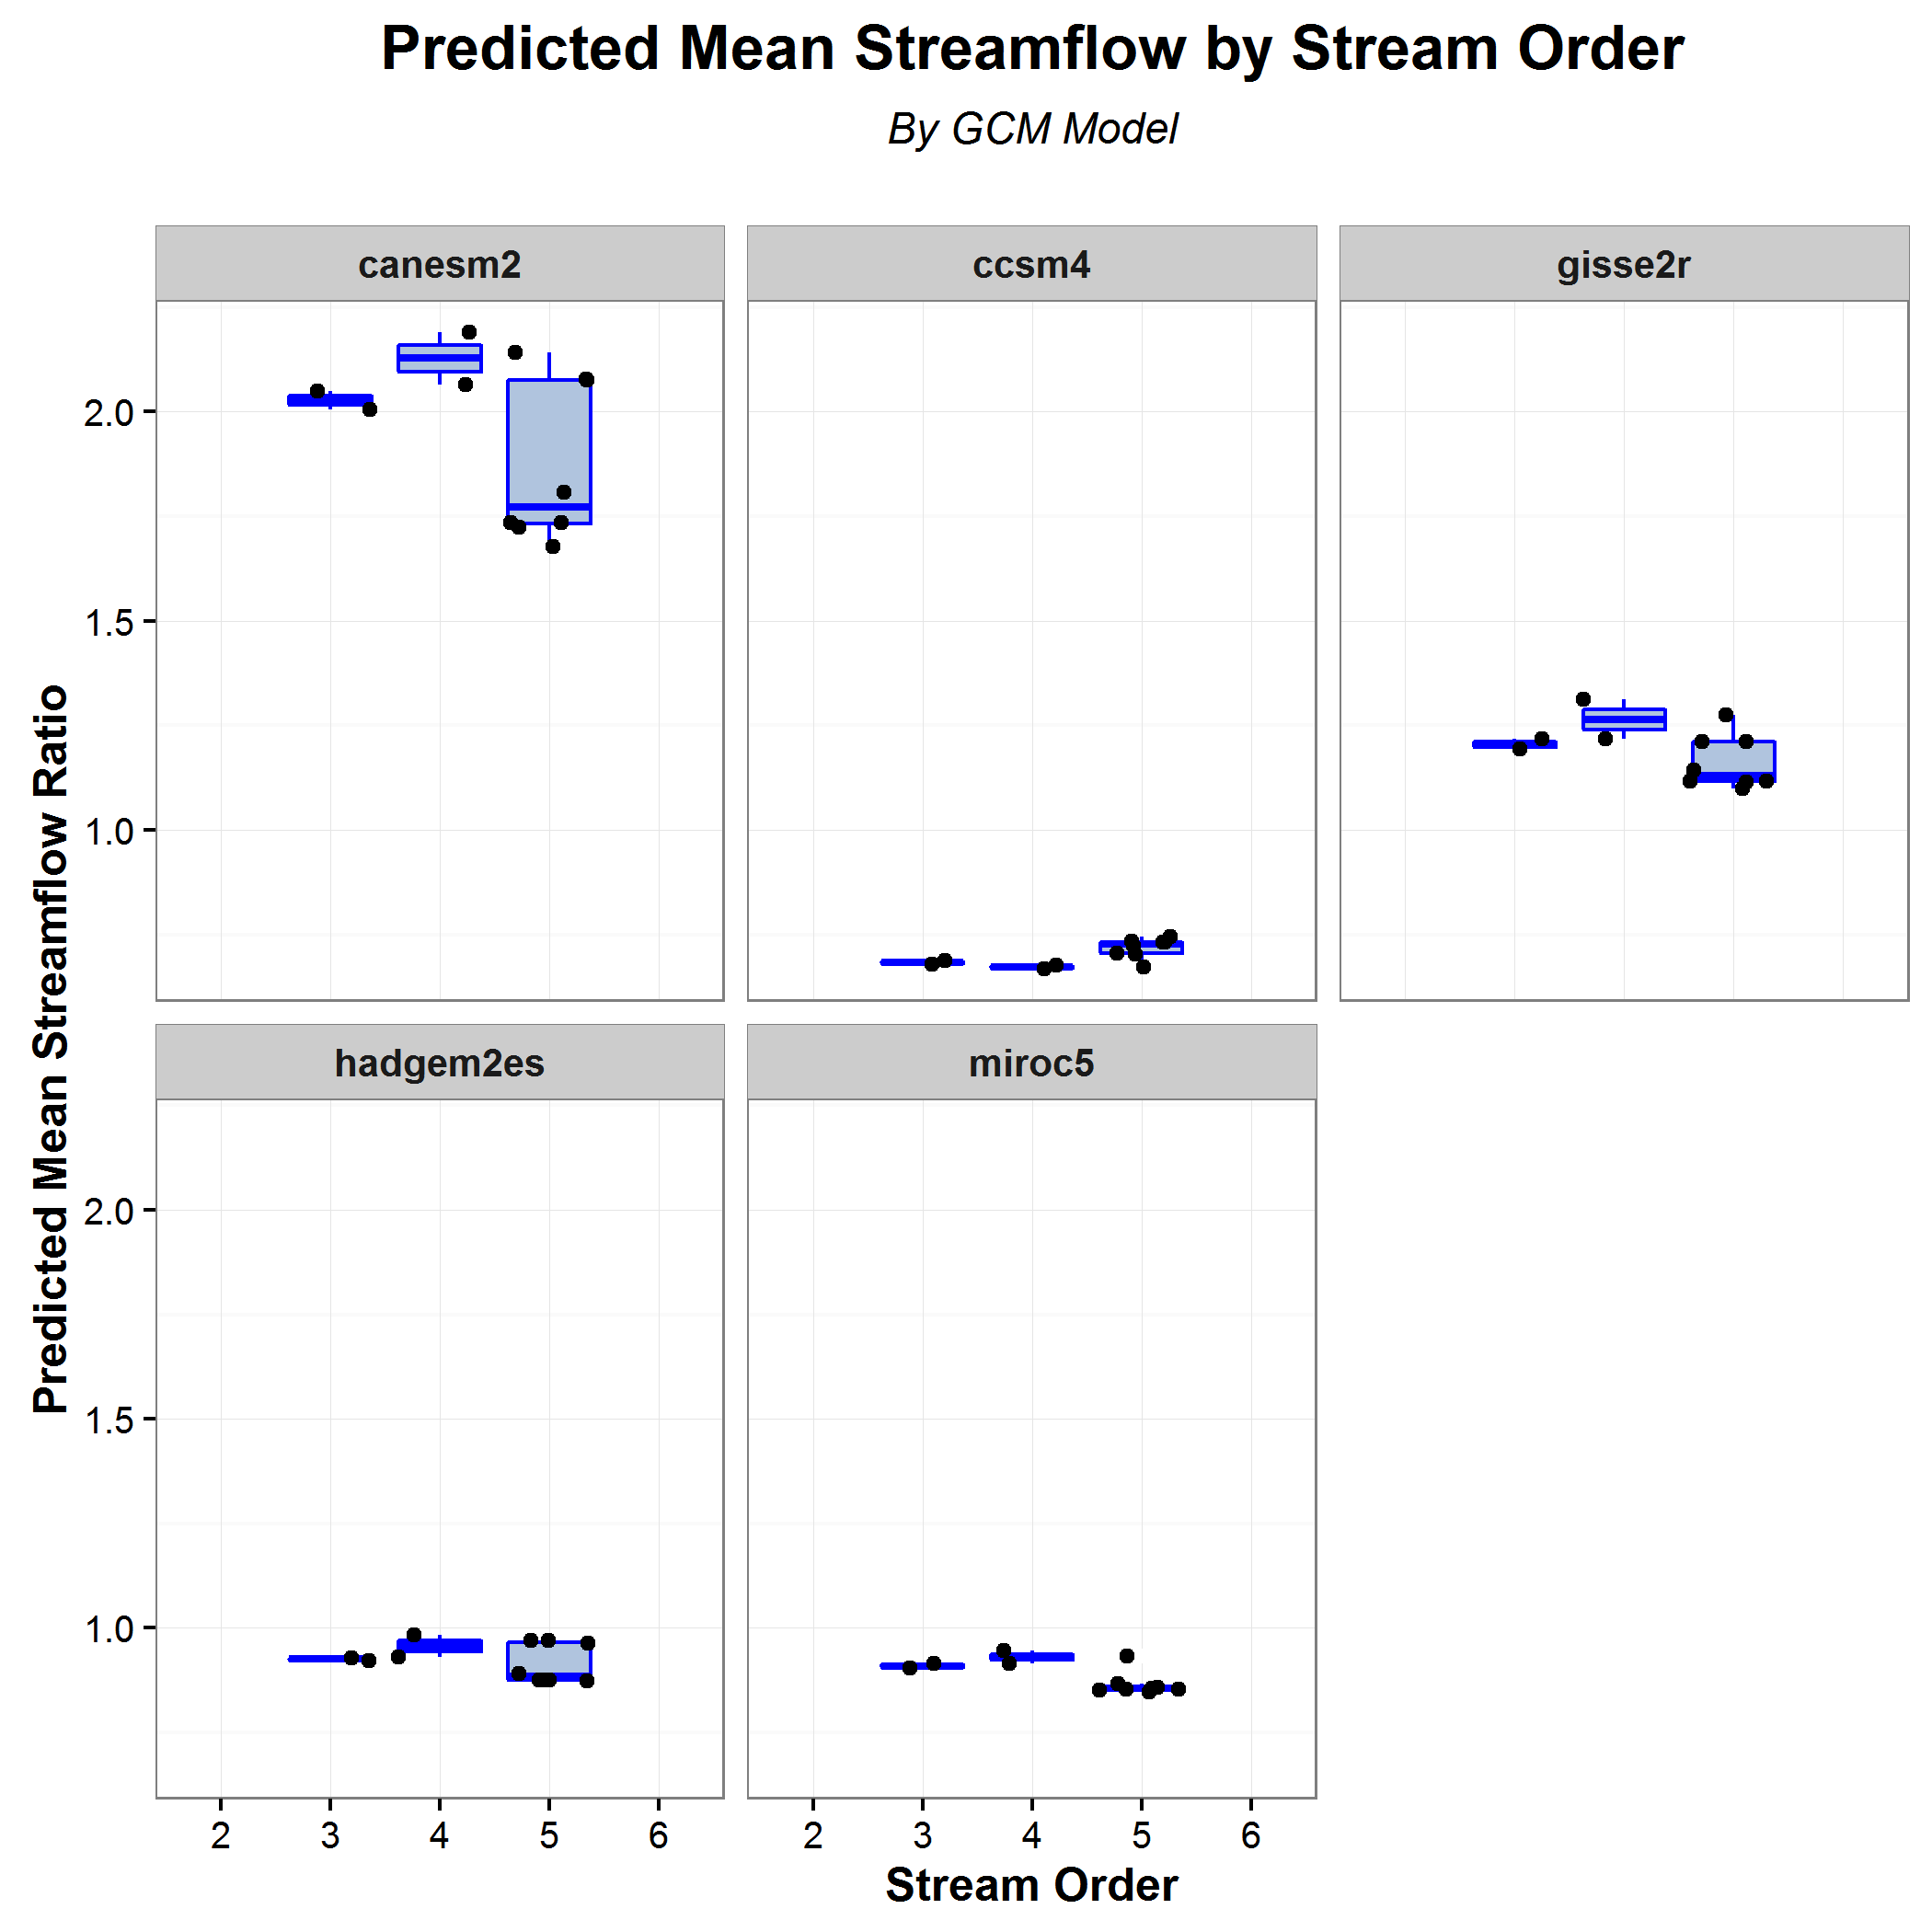 Predicted Mean Streamflow by Stream Order
By GCM Model
canesm2
ccsm4
gisse2r
2.0
1.5
1.0
Predicted Mean Streamflow Ratio
hadgem2es
miroc5
2.0
1.5
1.0
2 3 4 5 6
2 3 4 5 6
Stream Order